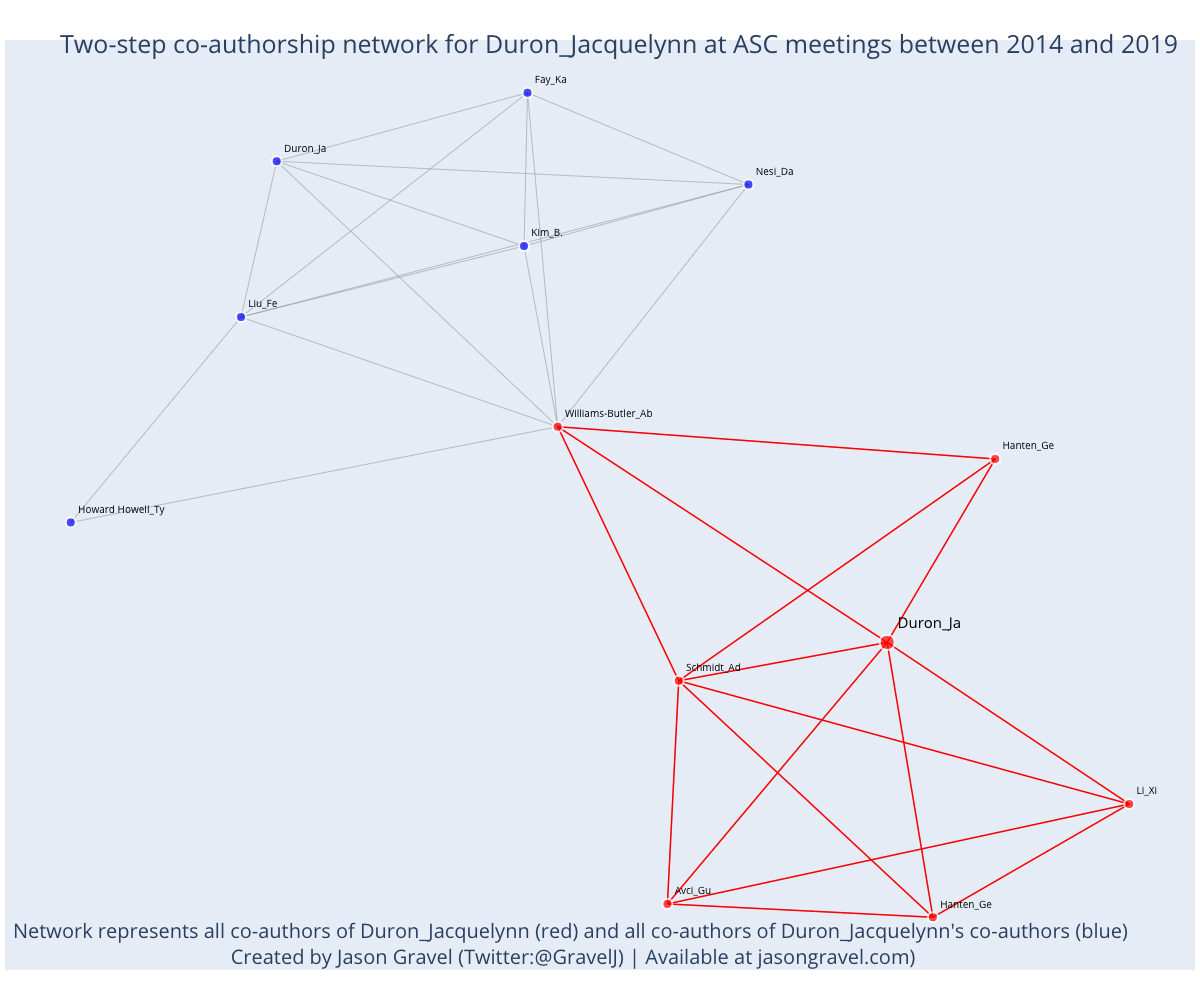 Two-step co-authorship network for Duron_Jacquelynn at ASC meetings between 2014 and 2019
Fay_Ka
Duron_Ja
Nesi_Da
Kim_B.
Liu_Fe
Williams-Butler_Ab
Hanten_Ge
Howard Howell_Ty
Duron_Ja
Schmidt_Ad
Li_Xi
Avci_Gu
Hanten_Ge
Network represents all co-authors of Duron_Jacquelynn (red) and all co-authors of Duron_Jacquelynn's co-authors (blue)
Created by Jason Gravel (Twitter:@GravelJ) | Available at jasongravel.com)